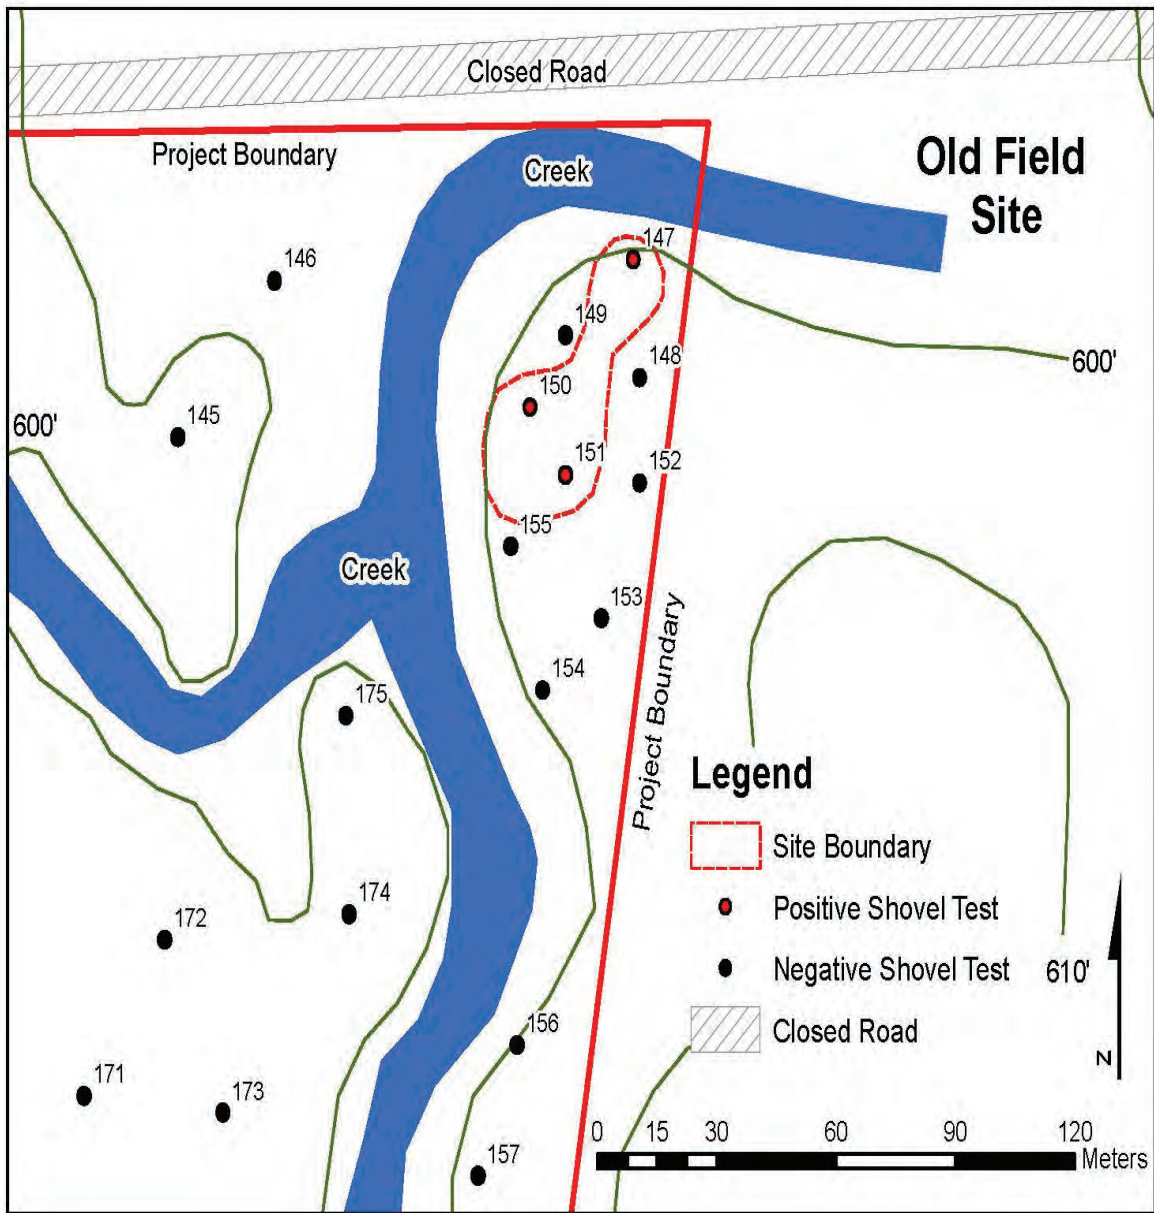 Closed Road
Project Boundary
Creek
Old Field
Site
147
146
149
148
600'
150
145
600'
151
152
155
Creek
153
Project Boundary
154
175
Legend
Site Boundary
174
Positive Shovel Test
172
Negative Shovel Test
610'
156
Closed Road
N
171
173
0 15 30 60 90 120
Meters
157